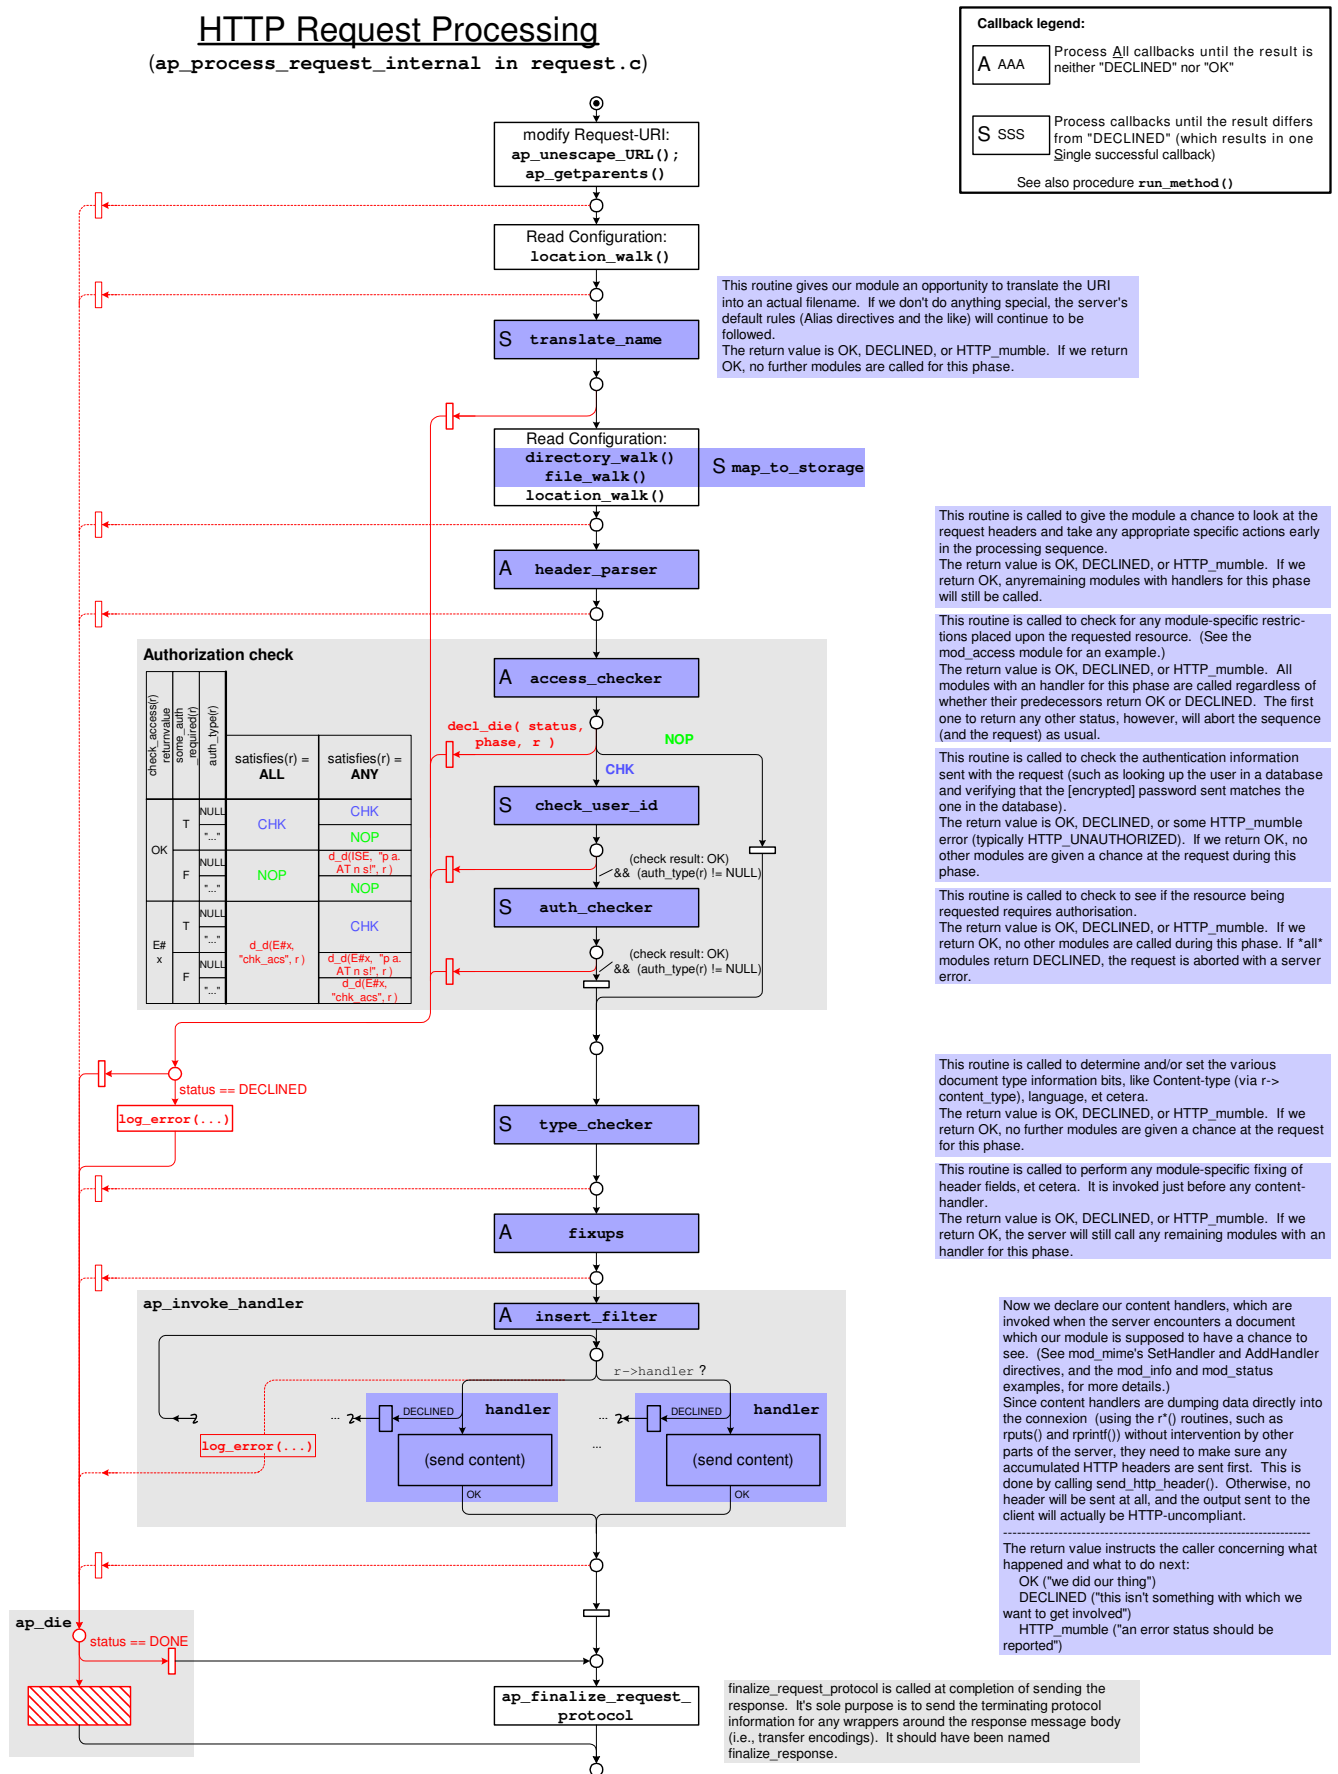 HTTP Request Processing
(ap_process_request_internal in request.c)
Callback legend:
A AAA
Process All callbacks until the result is
neither "DECLINED" nor "OK"
S SSS
Process callbacks until the result differs
from "DECLINED" (which results in one
Single successful callback)
See also procedure run_method()
modify Request-URI:
ap_unescape_URL();
ap_getparents()
Read Configuration:
location_walk()
This routine gives our module an opportunity to translate the URI
into an actual filename. If we don't do anything special, the server's
default rules (Alias directives and the like) will continue to be
followed.
The return value is OK, DECLINED, or HTTP_mumble. If we return
OK, no further modules are called for this phase.
S translate_name
Read Configuration:
directory_walk()
file_walk()
location_walk()
S map_to_storage
This routine is called to give the module a chance to look at the
request headers and take any appropriate specific actions early
in the processing sequence.
The return value is OK, DECLINED, or HTTP_mumble. If we
return OK, anyremaining modules with handlers for this phase
will still be called.
A header_parser
This routine is called to check for any module-specific restric-
tions placed upon the requested resource. (See the
mod_access module for an example.)
The return value is OK, DECLINED, or HTTP_mumble. All
modules with an handler for this phase are called regardless of
whether their predecessors return OK or DECLINED. The first
one to return any other status, however, will abort the sequence
(and the request) as usual.
Authorization check
A access_checker
check_access(r)
returnvalue
some_auth
_required(r)
auth_type(r)
satisfies(r) =
ALL
satisfies(r) =
ANY
OK
T
NULL
"..."
CHK
CHK
NOP
F
NULL
"..."
NOP
d_d(ISE, "p a.
AT n s!", r )
NOP
E#
x
T
NULL
"..."
CHK
d_d(E#x,
"chk_acs", r )
F
NULL
"..."
d_d(E#x, "p a.
AT n s!", r )
d_d(E#x,
"chk_acs", r )
decl_die( status,
phase, r )
NOP
CHK
This routine is called to check the authentication information
sent with the request (such as looking up the user in a database
and verifying that the [encrypted] password sent matches the
one in the database).
The return value is OK, DECLINED, or some HTTP_mumble
error (typically HTTP_UNAUTHORIZED). If we return OK, no
other modules are given a chance at the request during this
phase.
S check_user_id
(check result: OK)
&& (auth_type(r) != NULL)
This routine is called to check to see if the resource being
requested requires authorisation.
The return value is OK, DECLINED, or HTTP_mumble. If we
return OK, no other modules are called during this phase. If *all*
modules return DECLINED, the request is aborted with a server
error.
S auth_checker
(check result: OK)
&& (auth_type(r) != NULL)
status == DECLINED
log_error(...)
This routine is called to determine and/or set the various
document type information bits, like Content-type (via r->
content_type), language, et cetera.
The return value is OK, DECLINED, or HTTP_mumble. If we
return OK, no further modules are given a chance at the request
for this phase.
S type_checker
This routine is called to perform any module-specific fixing of
header fields, et cetera. It is invoked just before any content-
handler.
The return value is OK, DECLINED, or HTTP_mumble. If we
return OK, the server will still call any remaining modules with an
handler for this phase.
A fixups
ap_invoke_handler
A insert_filter
r->handler ?
log_error(...)
...
DECLINED
handler
(send content)
OK
...
...
DECLINED
handler
(send content)
OK
Now we declare our content handlers, which are
invoked when the server encounters a document
which our module is supposed to have a chance to
see. (See mod_mime's SetHandler and AddHandler
directives, and the mod_info and mod_status
examples, for more details.)
Since content handlers are dumping data directly into
the connexion (using the r*() routines, such as
rputs() and rprintf()) without intervention by other
parts of the server, they need to make sure any
accumulated HTTP headers are sent first. This is
done by calling send_http_header(). Otherwise, no
header will be sent at all, and the output sent to the
client will actually be HTTP-uncompliant.
--------------------------------------------------------------------
The return value instructs the caller concerning what
happened and what to do next:
OK ("we did our thing")
DECLINED ("this isn't something with which we
want to get involved")
HTTP_mumble ("an error status should be
reported")
ap_die
status == DONE
ap_finalize_request_
protocol
finalize_request_protocol is called at completion of sending the
response. It's sole purpose is to send the terminating protocol
information for any wrappers around the response message body
(i.e., transfer encodings). It should have been named
finalize_response.